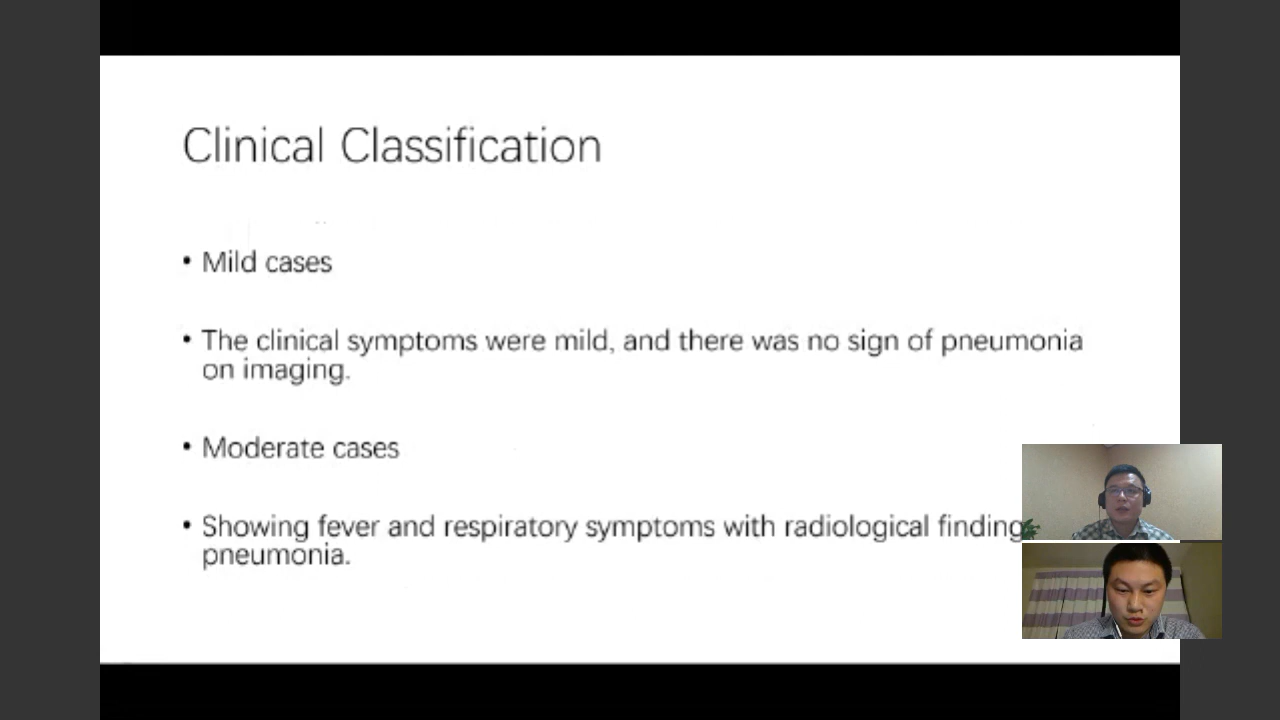 Clinical Classification
• Mild cases
• The clinical symptoms were mild, and there was no sign of pneumonia
on imaging.
• Moderate cases
• Showing fever and respiratory symptoms with radiological finding
pneumonia.